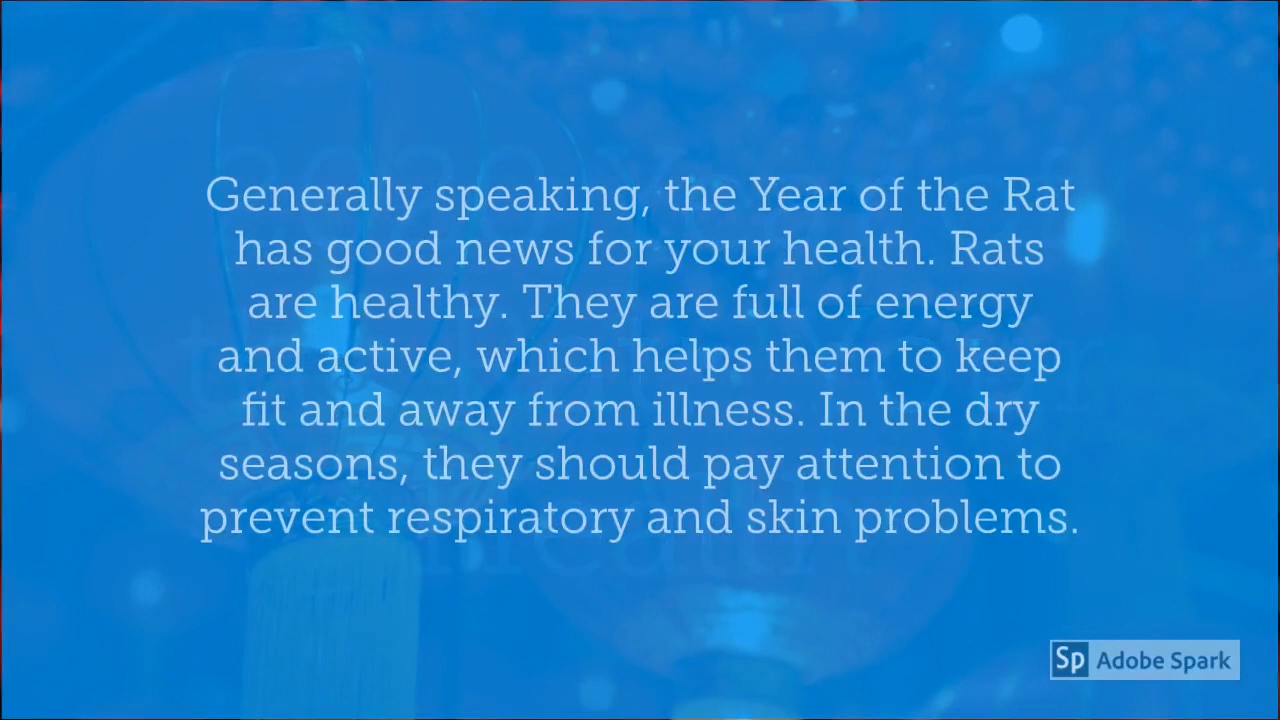 Generally speaking, the Year of the Rat
has good news for your health. Rats
are healthy. They are full of energy
and active, which helps them to keep
fit and away from illness. In the dry
seasons, they should pay attention to
prevent respiratory and skin problems.
Sp Adobe Spark